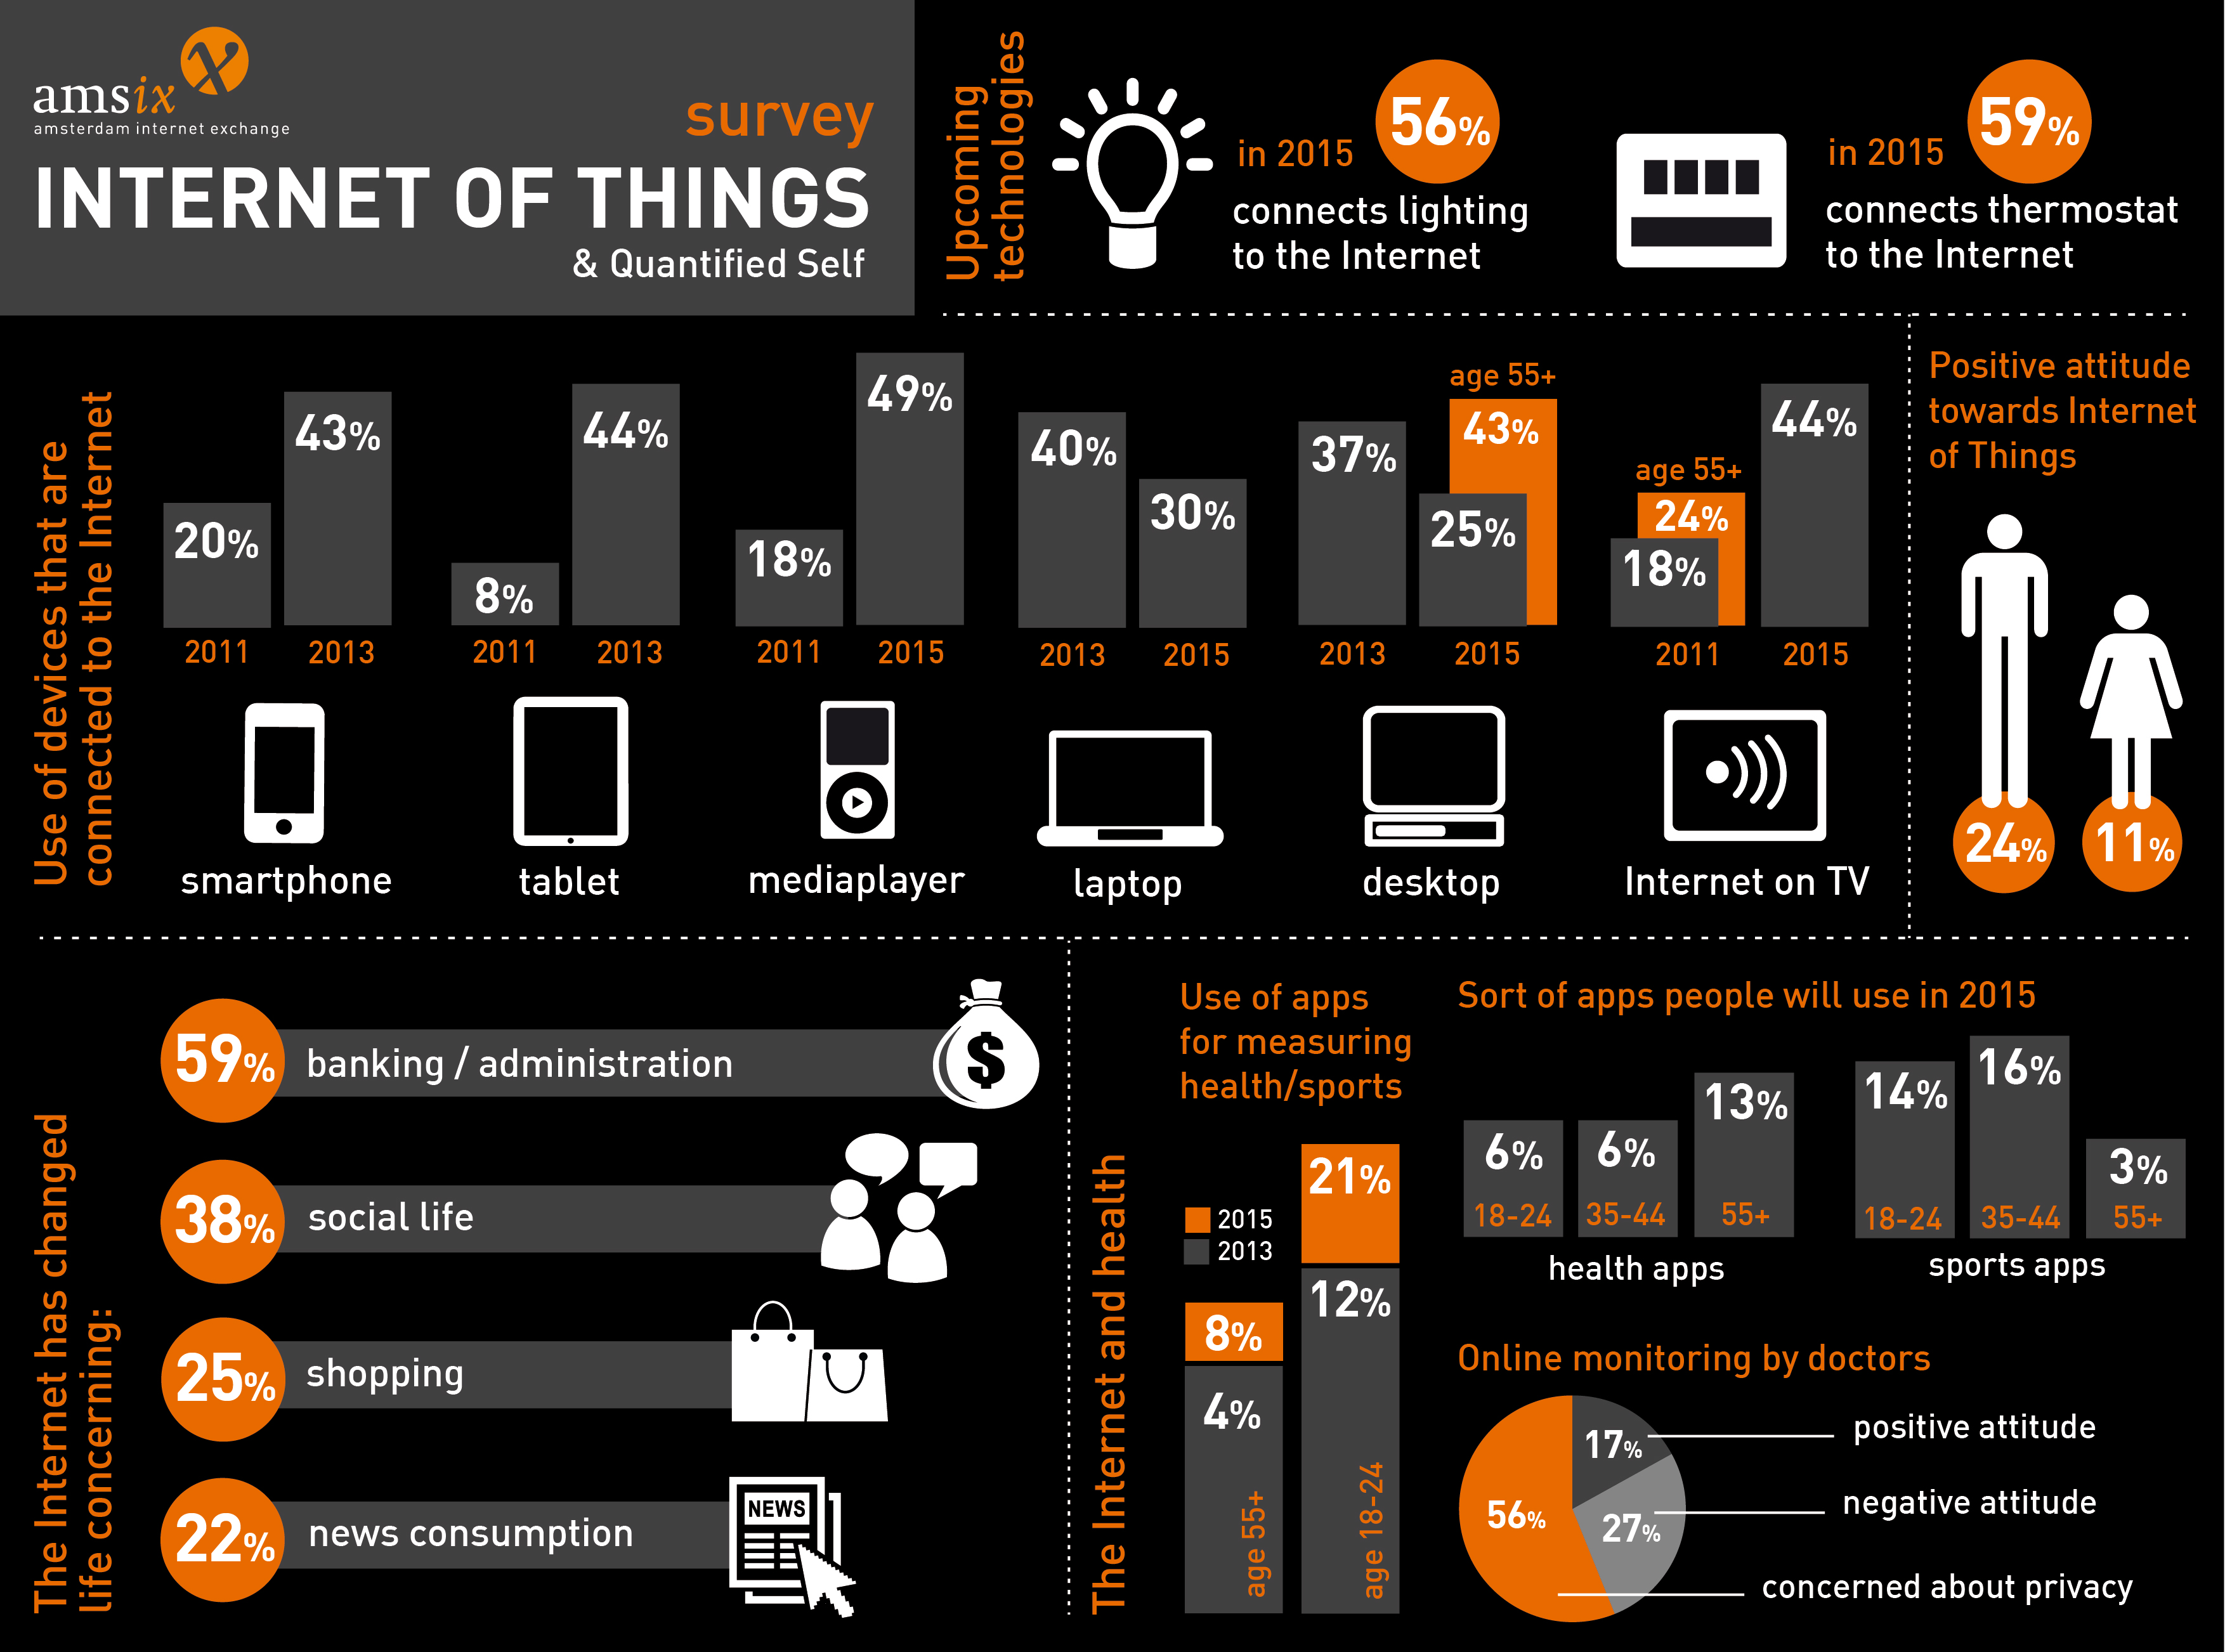 amsix
amsterdam internet exchange
survey
INTERNET OF THINGS
& Quantified Self
Upcoming
technologies
in 2015 56%
connects lighting
to the Internet
in 2015 59%
connects thermostat
to the Internet
Use of devices that are
connected to the Internet
20% 43%
2011 2013
smartphone
8% 44%
2011 2013
tablet
18% 49%
2011 2015
mediaplayer
40% 30%
2013 2015
laptop
age 55+
37% 25% 43%
2013 2015
desktop
age 55+
18% 24% 44%
2011 2015
Internet on TV
Positive attitude
towards Internet
of Things
24% 11%
The Internet has changed
life concerning:
59% banking / administration
$
38% social life
25% shopping
22% news consumption
NEWS
The Internet and health
Use of apps
for measuring
health/sports
2015
2013
8%
4%
age 55+
21%
12%
age 18-24
Sort of apps people will use in 2015
6% 6% 13%
18-24 35-44 55+
health apps
14% 16% 3%
18-24 35-44 55+
sports apps
Online monitoring by doctors
17% positive attitude
27% negative attitude
56% concerned about privacy